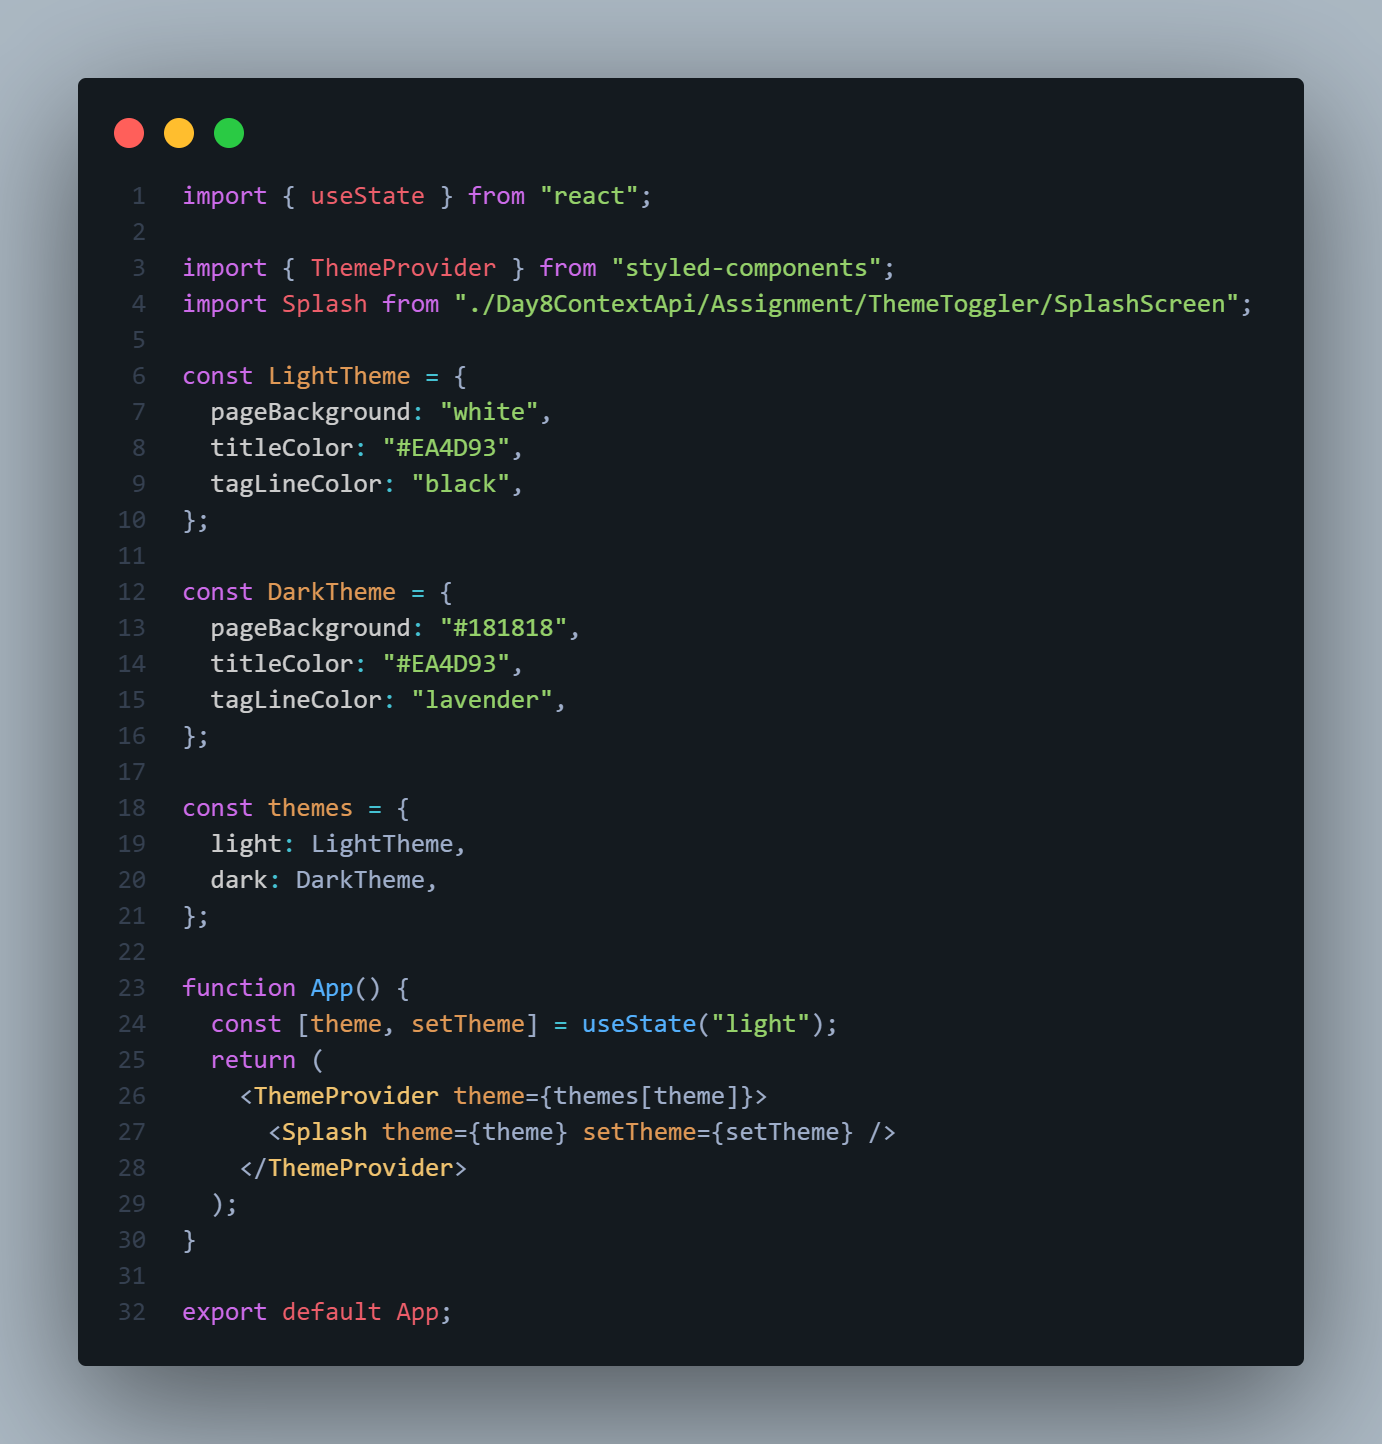 1 import { useState } from "react";
2
3 import { ThemeProvider } from "styled-components";
4 import Splash from "./Day8ContextApi/Assignment/ThemeToggler/SplashScreen";
5
6 const LightTheme = {
7   pageBackground: "white",
8   titleColor: "#EA4D93",
9   tagLineColor: "black",
10 };
11
12 const DarkTheme = {
13   pageBackground: "#181818",
14   titleColor: "#EA4D93",
15   tagLineColor: "lavender",
16 };
17
18 const themes = {
19   light: LightTheme,
20   dark: DarkTheme,
21 };
22
23 function App() {
24   const [theme, setTheme] = useState("light");
25   return (
26     <ThemeProvider theme={themes[theme]}>
27       <Splash theme={theme} setTheme={setTheme} />
28     </ThemeProvider>
29   );
30 }
31
32 export default App;